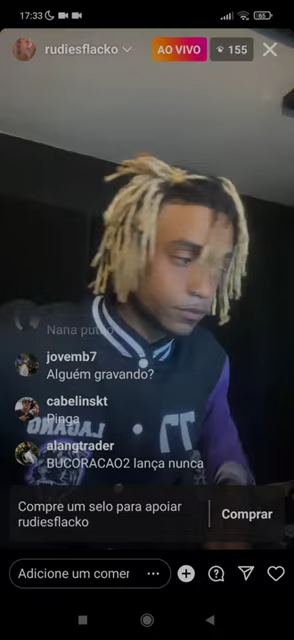 17:33
65
rudiesflacko
AO VIVO
155
Nana
jovemb7
Alguém gravando?
cabelinskt
Pinga
alangtrader
BUCORACAO2 lança nunca
Compre um selo para apoiar
rudiesflacko
Comprar
Adicione um comer